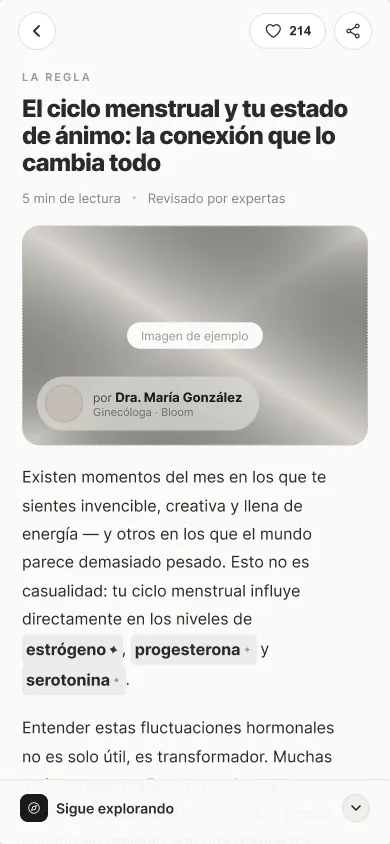 214
LA REGLA
El ciclo menstrual y tu estado
de ánimo: la conexión que lo
cambia todo
5 min de lectura • Revisado por expertas
Imagen de ejemplo
por Dra. María González
Ginecóloga · Bloom
Existen momentos del mes en los que te
sientes invencible, creativa y llena de
energía — y otros en los que el mundo
parece demasiado pesado. Esto no es
casualidad: tu ciclo menstrual influye
directamente en los niveles de
estrógeno, progesterona y
serotonina.
Entender estas fluctuaciones hormonales
no es solo útil, es transformador. Muchas
Sigue explorando